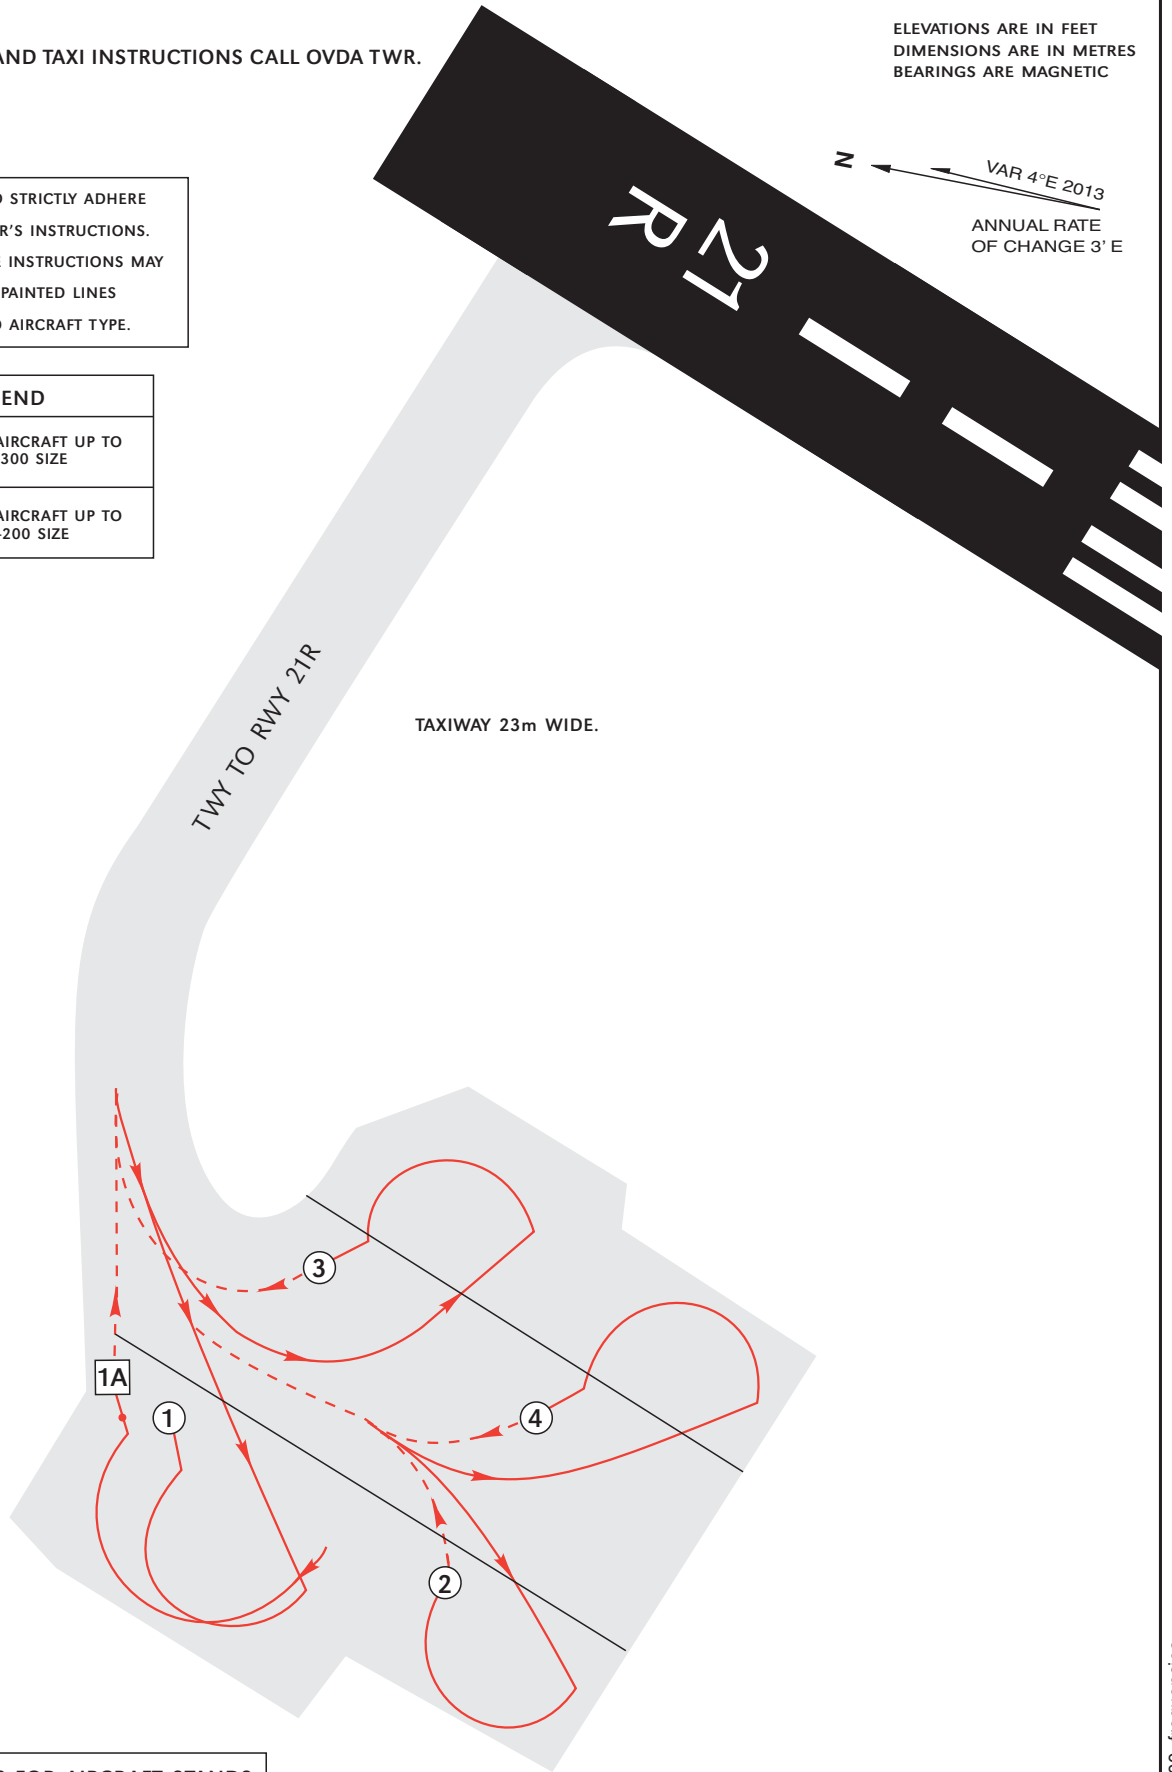 ELEVATIONS ARE IN FEET
DIMENSIONS ARE IN METRES
BEARINGS ARE MAGNETIC
AND TAXI INSTRUCTIONS CALL OVDA TWR.
N
VAR 4°E 2013
ANNUAL RATE
OF CHANGE 3' E
STRICTLY ADHERE
R'S INSTRUCTIONS.
INSTRUCTIONS MAY
PAINTED LINES
AIRCRAFT TYPE.
21
R
END
AIRCRAFT UP TO
300 SIZE
AIRCRAFT UP TO
-200 SIZE
TWY TO RWY 21R
TAXIWAY 23m WIDE.
3
1A
1
4
2
FOR AIRCRAFT STANDS